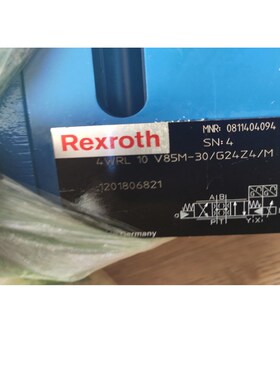 MNR: 0811404094
Rexroth
SN: 4
4WRL 10 V85M-30/G24Z4/M
1201806821
A B
P T
Y X
Germany